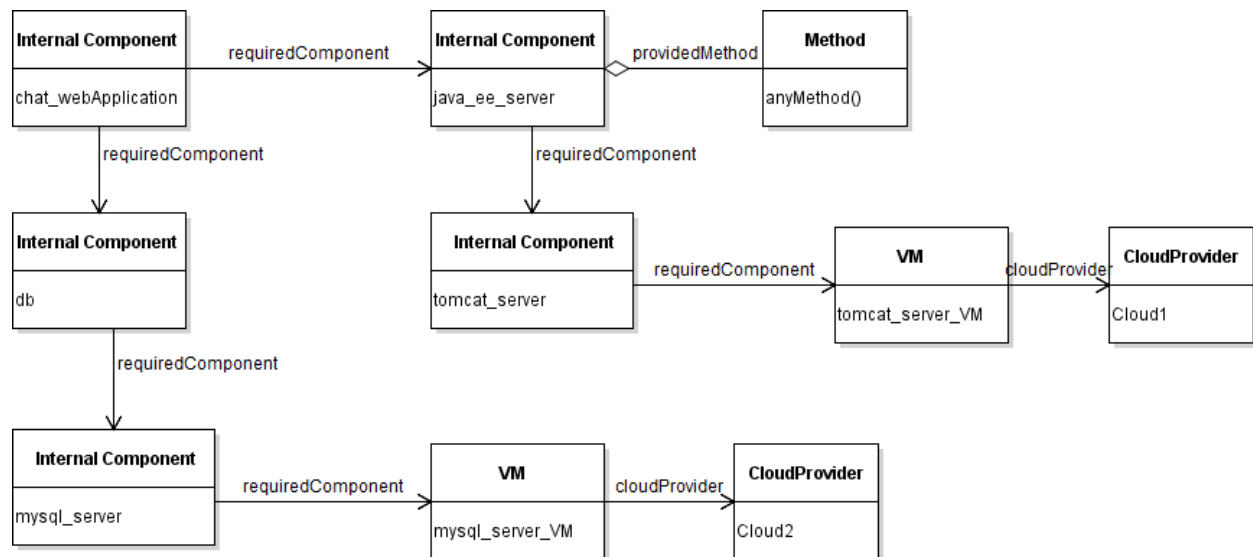 Internal Component
requiredComponent
Internal Component
providedMethod
Method
chat_webApplication
java_ee_server
anyMethod()
requiredComponent
requiredComponent
Internal Component
Internal Component
requiredComponent
VM
cloudProvider
CloudProvider
db
tomcat_server
tomcat_server_VM
Cloud1
requiredComponent
Internal Component
requiredComponent
VM
cloudProvider
CloudProvider
mysql_server
mysql_server_VM
Cloud2